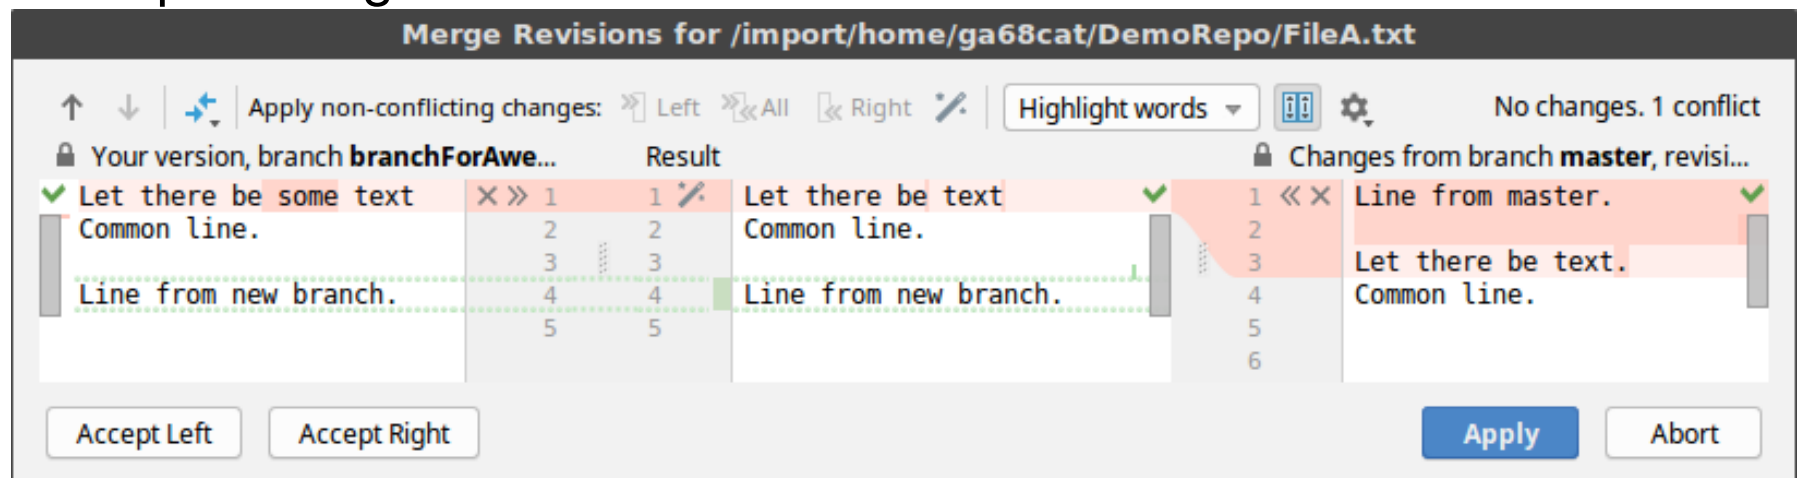 Merge Revisions for /import/home/ga68cat/DemoRepo/FileA.txt
Apply non-conflicting changes: Left All Right Highlight words No changes. 1 conflict
Your version, branch branchForAwe... Result Changes from branch master, revisi...
Let there be some text 1 1 Let there be text 1 Line from master.
Common line. 2 2 Common line. 2
3 3 3 Let there be text.
Line from new branch. 4 4 Line from new branch. 4 Common line.
5 5 5
6
Accept Left Accept Right Apply Abort